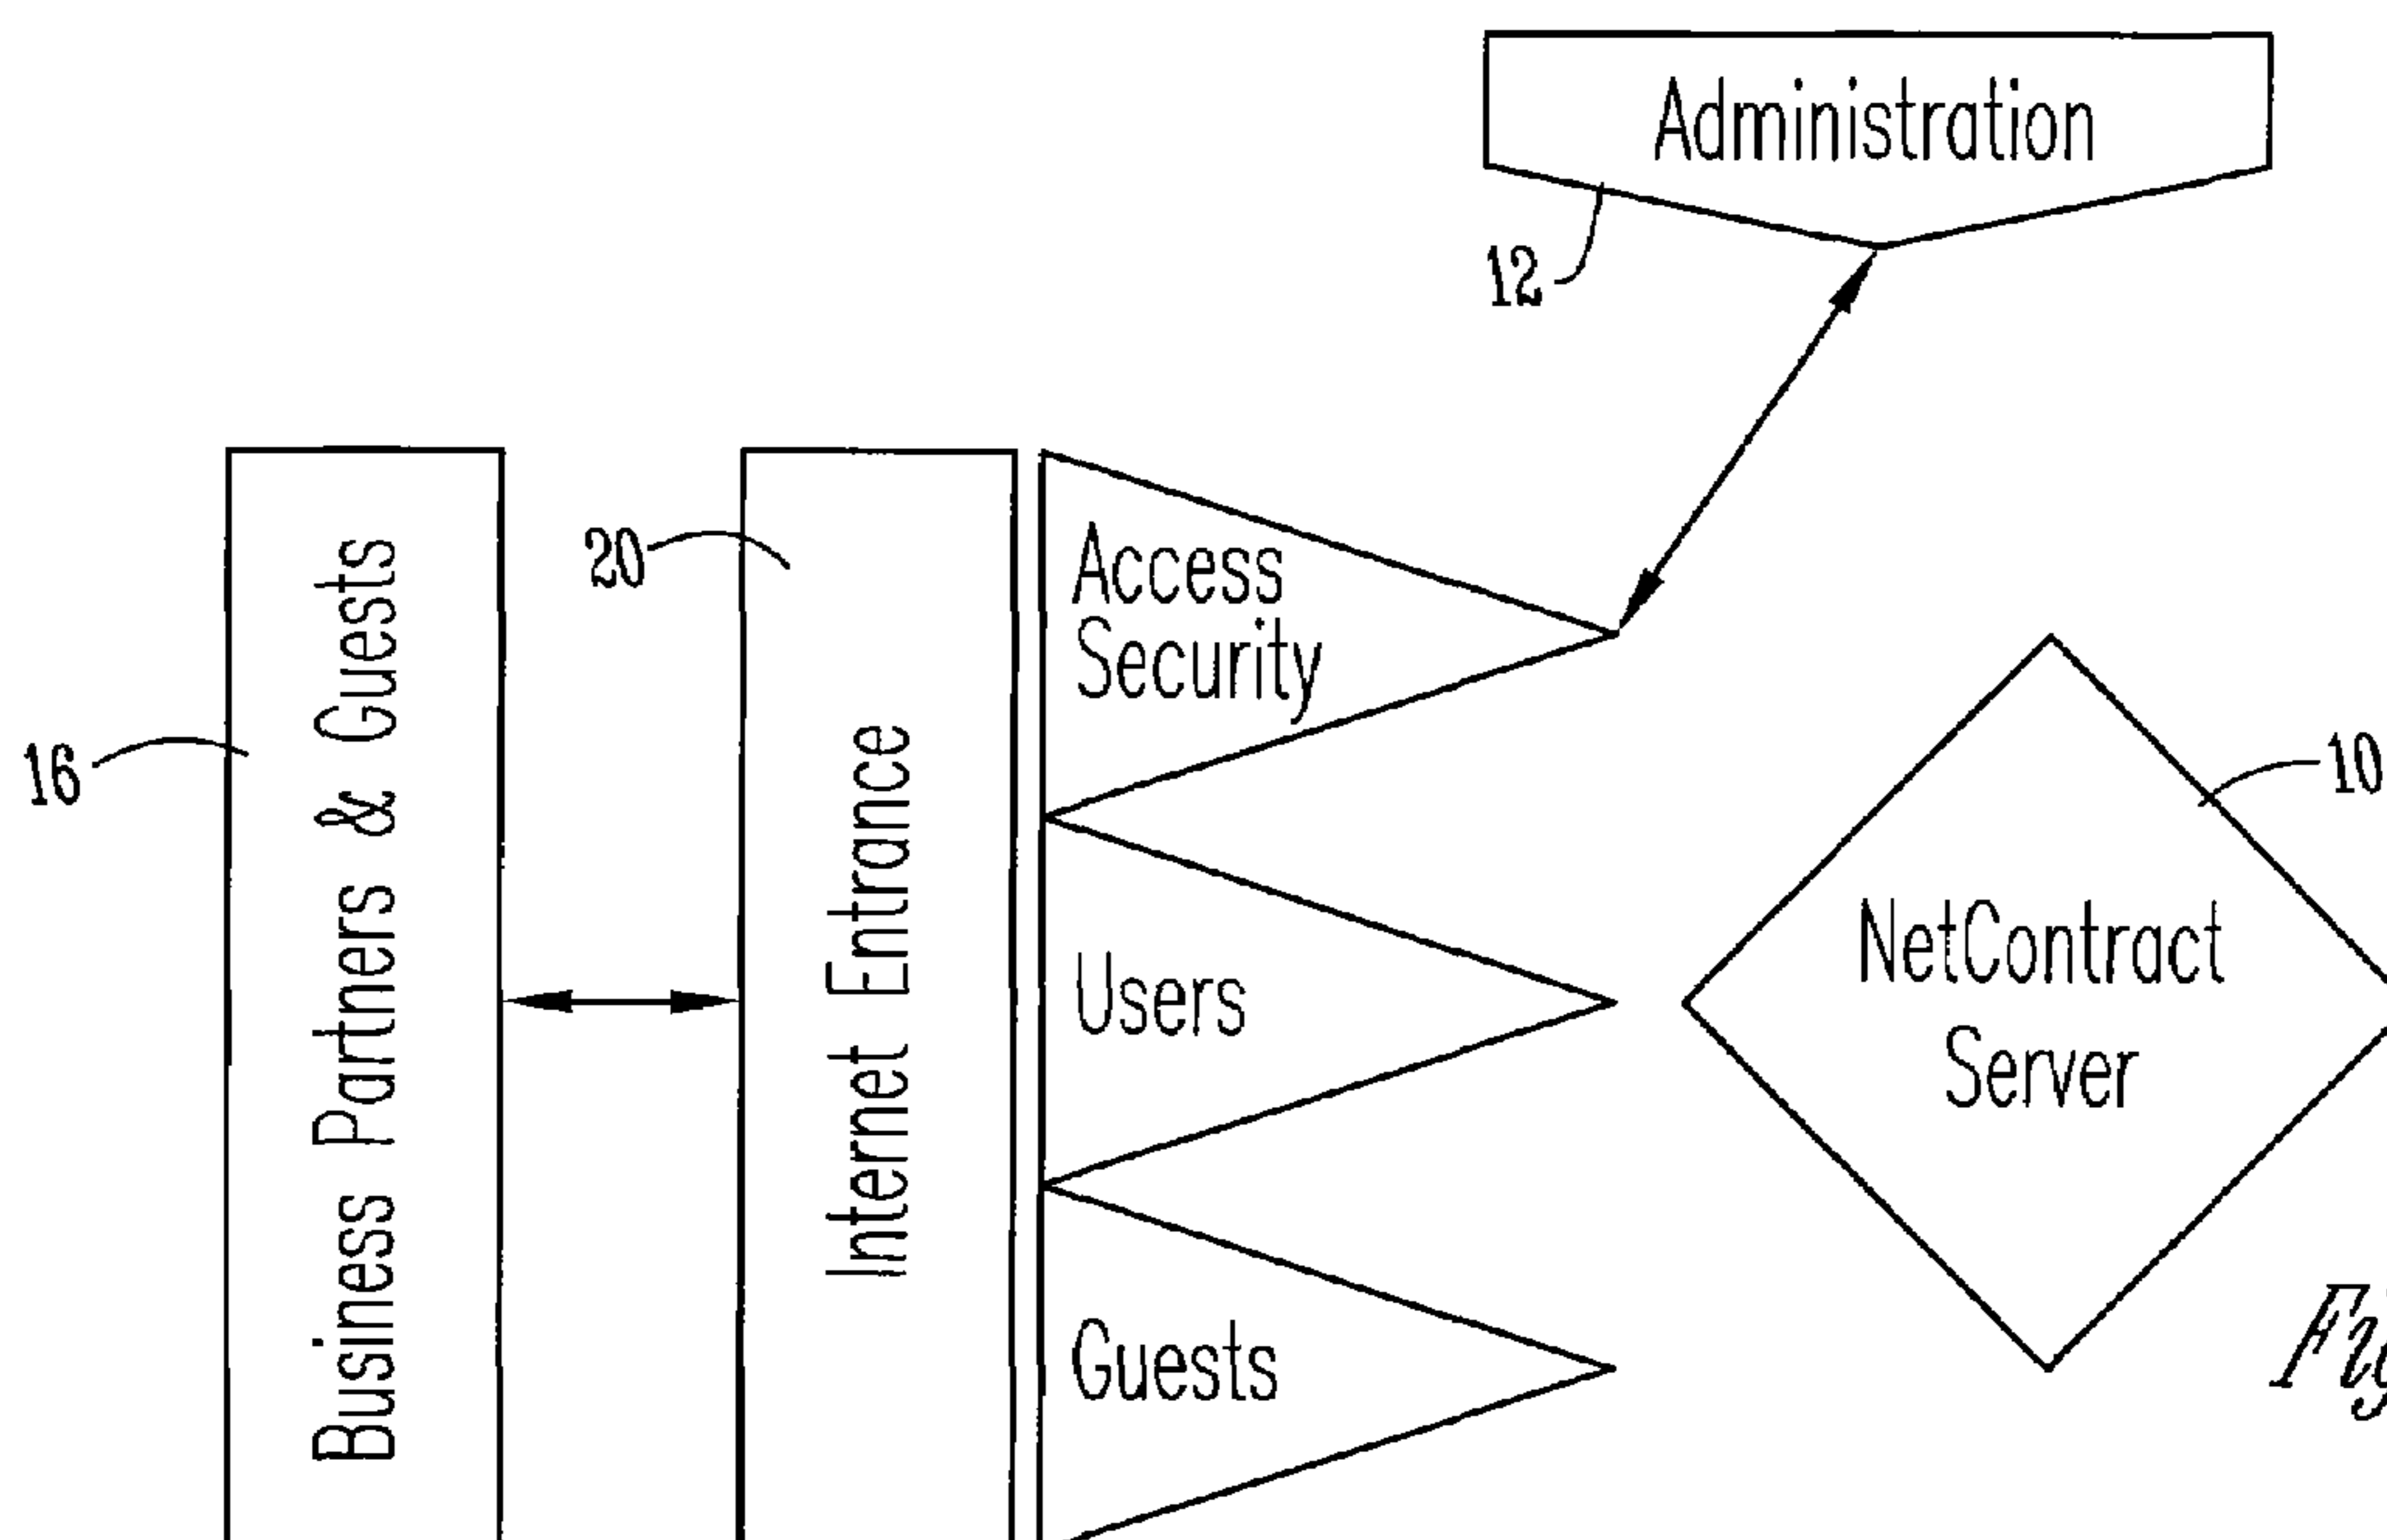 Administration
12
Business Partners & Guests
16
20
Internet Entrance
Access
Security
Users
Guests
NetContract
Server
10